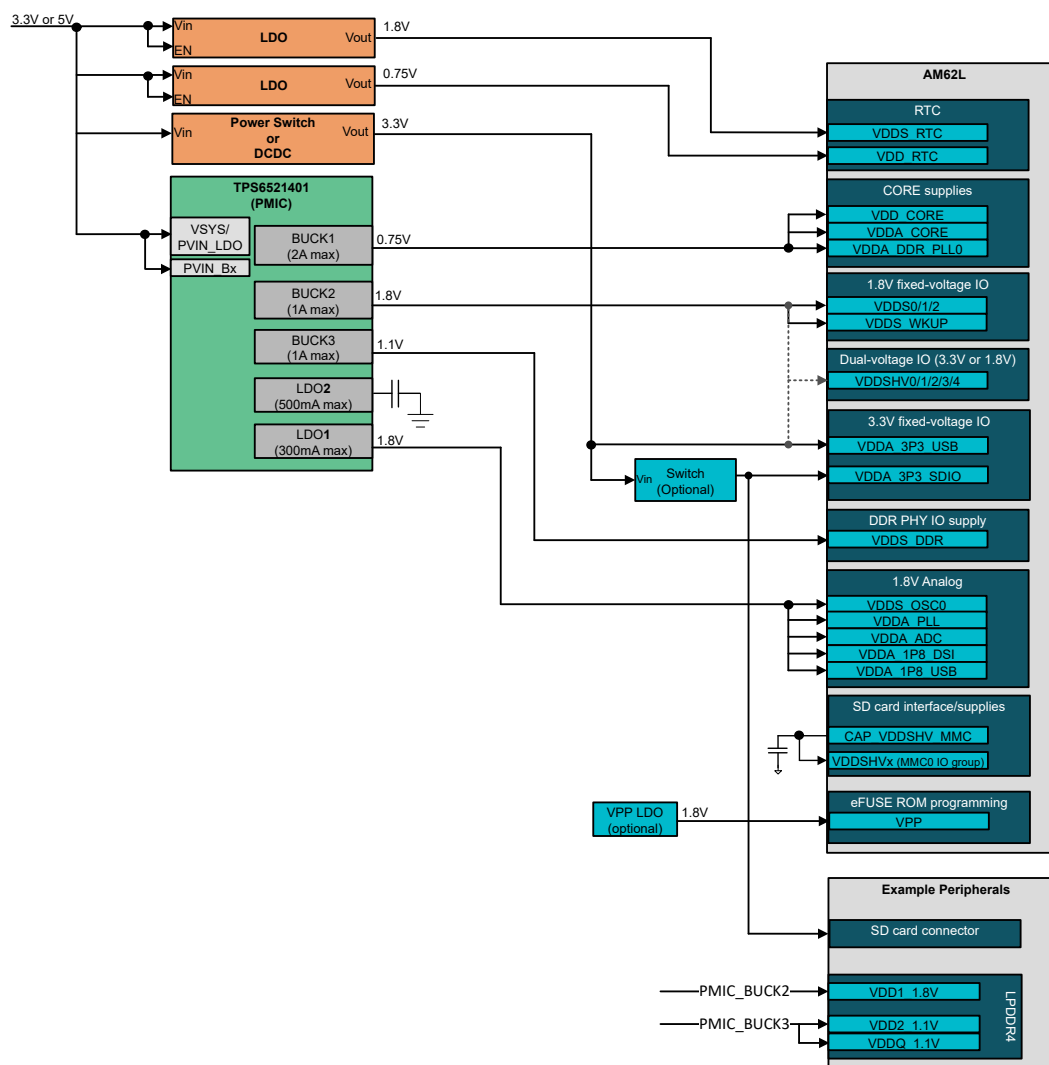 3.3V or 5V
Vin
EN
LDO
Vout
1.8V
Vin
EN
LDO
Vout
0.75V
Vin
Power Switch
or
DCDC
Vout
3.3V
TPS6521401
(PMIC)
VSYS/
PVIN_LDO
PVIN_Bx
BUCK1
(2A max)
0.75V
BUCK2
(1A max)
1.8V
BUCK3
(1A max)
1.1V
LDO2
(500mA max)
LDO1
(300mA max)
1.8V
Vin
Switch
(Optional)
VPP LDO
(optional)
1.8V
AM62L
RTC
VDDS_RTC
VDD_RTC
CORE supplies
VDD_CORE
VDDA_CORE
VDDA_DDR_PLL0
1.8V fixed-voltage IO
VDDS0/1/2
VDDS_WKUP
Dual-voltage IO (3.3V or 1.8V)
VDDSHV0/1/2/3/4
3.3V fixed-voltage IO
VDDA_3P3_USB
VDDA_3P3_SDIO
DDR PHY IO supply
VDDS_DDR
1.8V Analog
VDDS_OSC0
VDDA_PLL
VDDA_ADC
VDDA_1P8_DSI
VDDA_1P8_USB
SD card interface/supplies
CAP_VDDSHV_MMC
VDDSHVx (MMC0 IO group)
eFUSE ROM programming
VPP
Example Peripherals
SD card connector
PMIC_BUCK2
VDD1_1.8V
PMIC_BUCK3
VDD2_1.1V
VDDQ_1.1V
LPDDR4